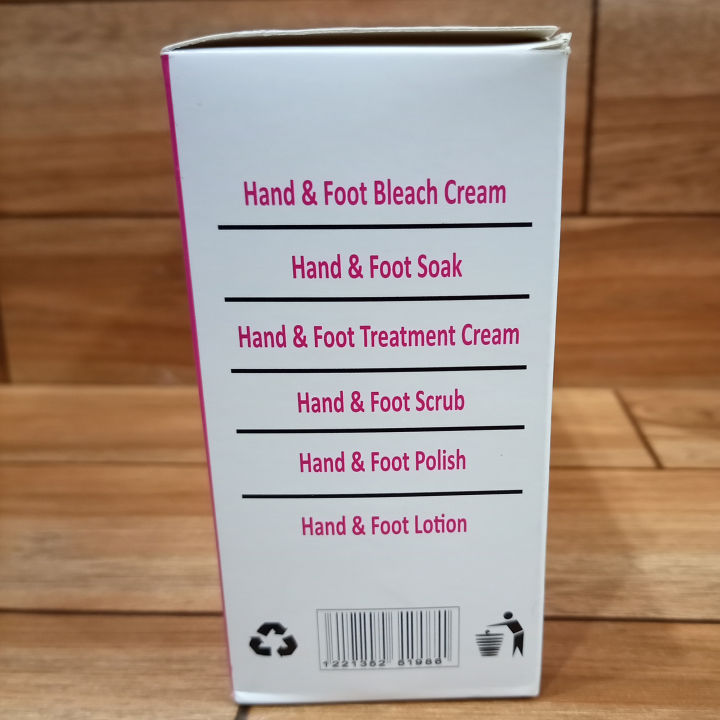 Hand & Foot Bleach Cream
Hand & Foot Soak
Hand & Foot Treatment Cream
Hand & Foot Scrub
Hand & Foot Polish
Hand & Foot Lotion